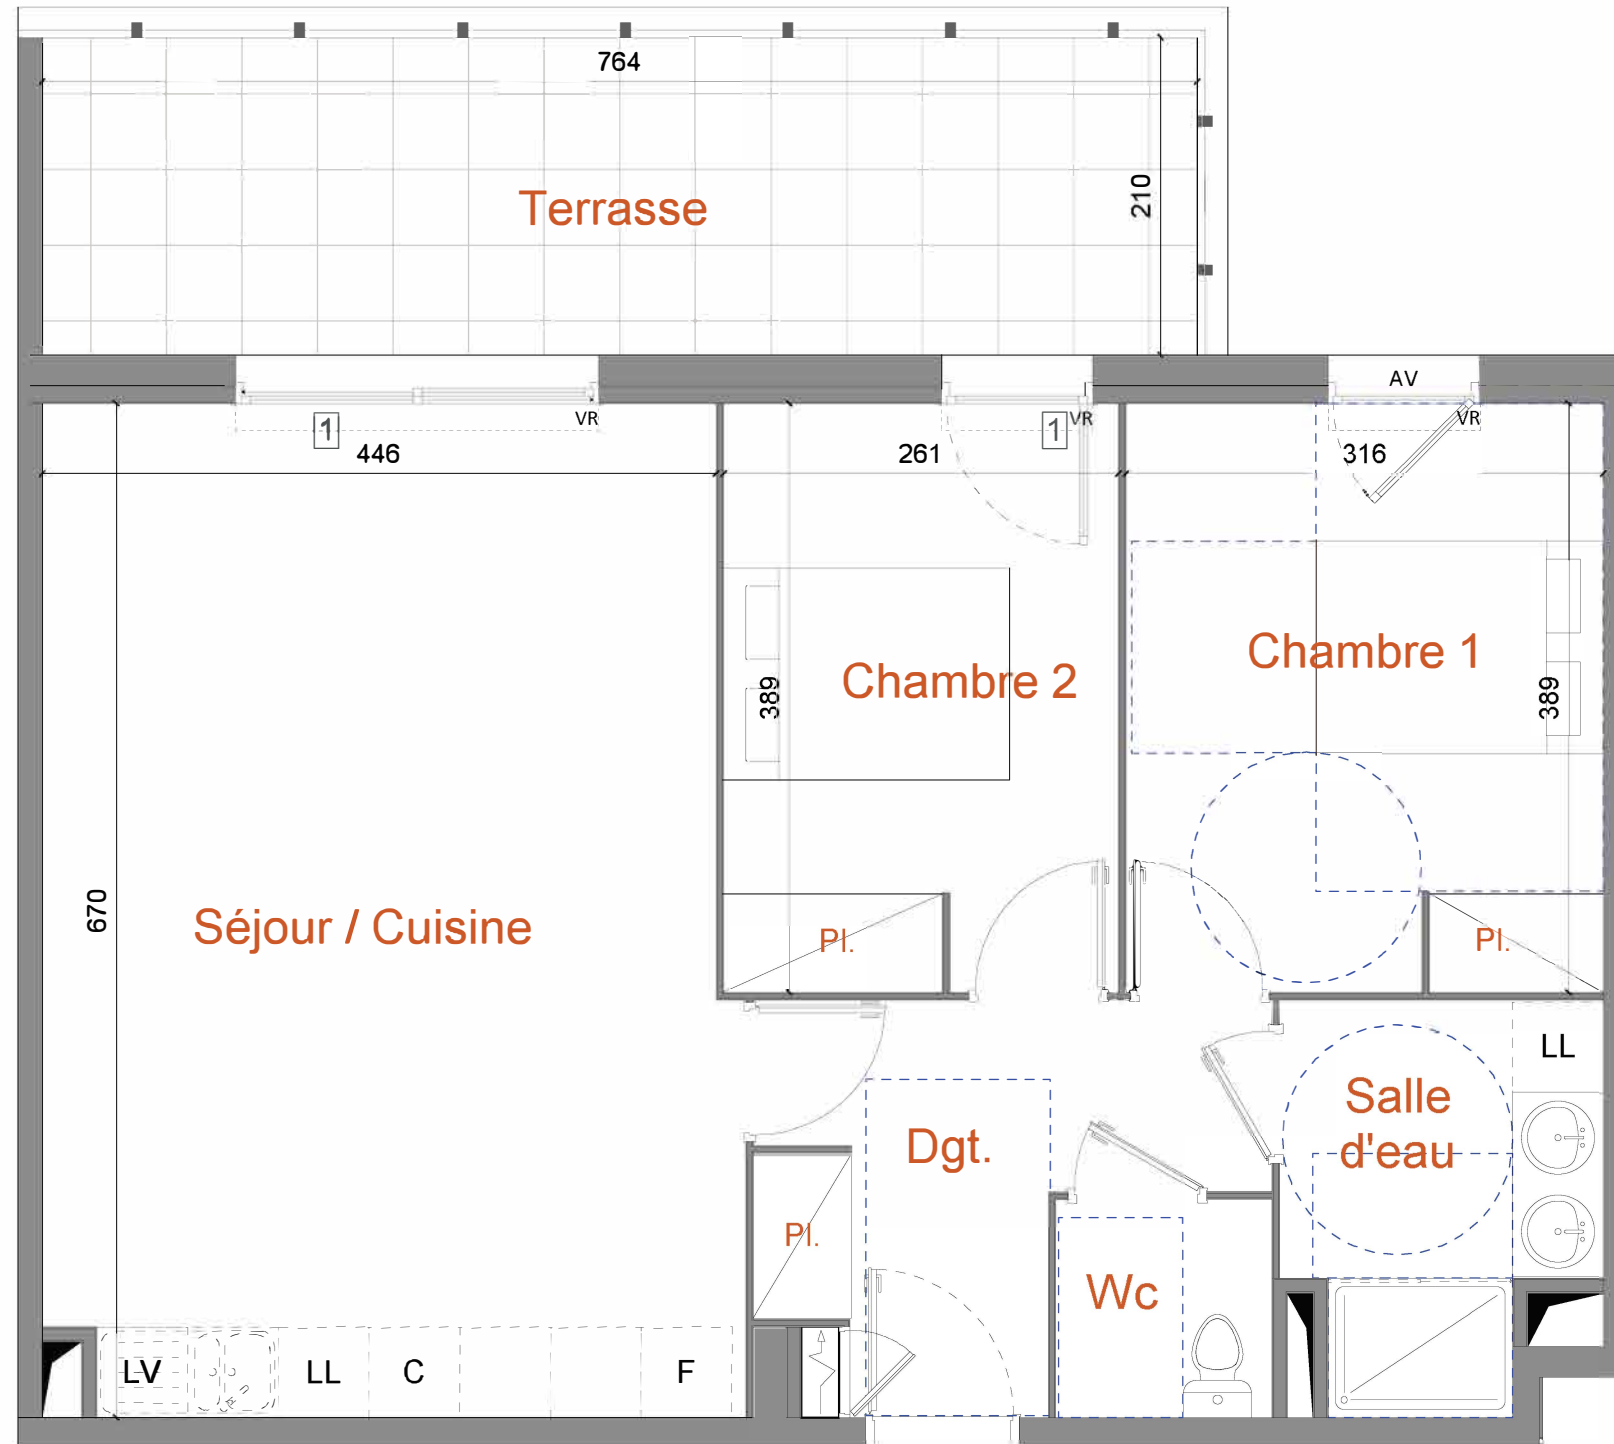 764
Terrasse
210
AV
1
VR
1
VR
VR
446
261
316
Chambre 1
Chambre 2
389
389
670
Séjour / Cuisine
Pl.
Pl.
LL
Salle
d'eau
Dgt.
Pl.
Wc
LV
LL
C
F